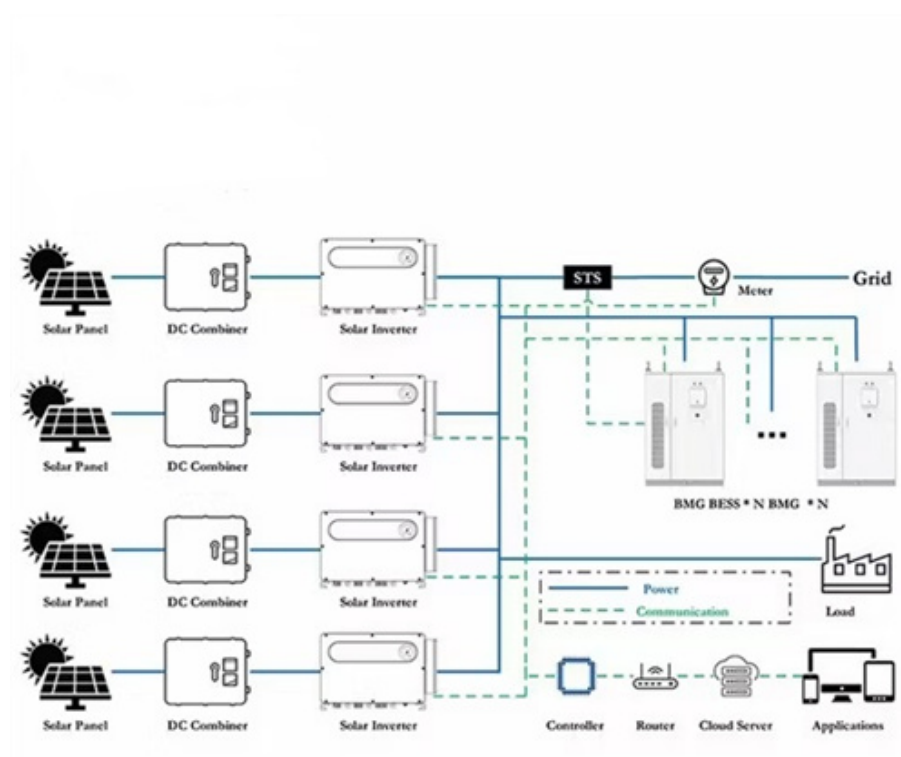 STS
Grid
Meter
Solar Panel
DC Combiner
Solar Inverter
Solar Panel
DC Combiner
Solar Inverter
BMG BESS * N BMG * N
Solar Panel
DC Combiner
Solar Inverter
Power
Communication
Load
Solar Panel
DC Combiner
Solar Inverter
Controller
Router
Cloud Server
Applications